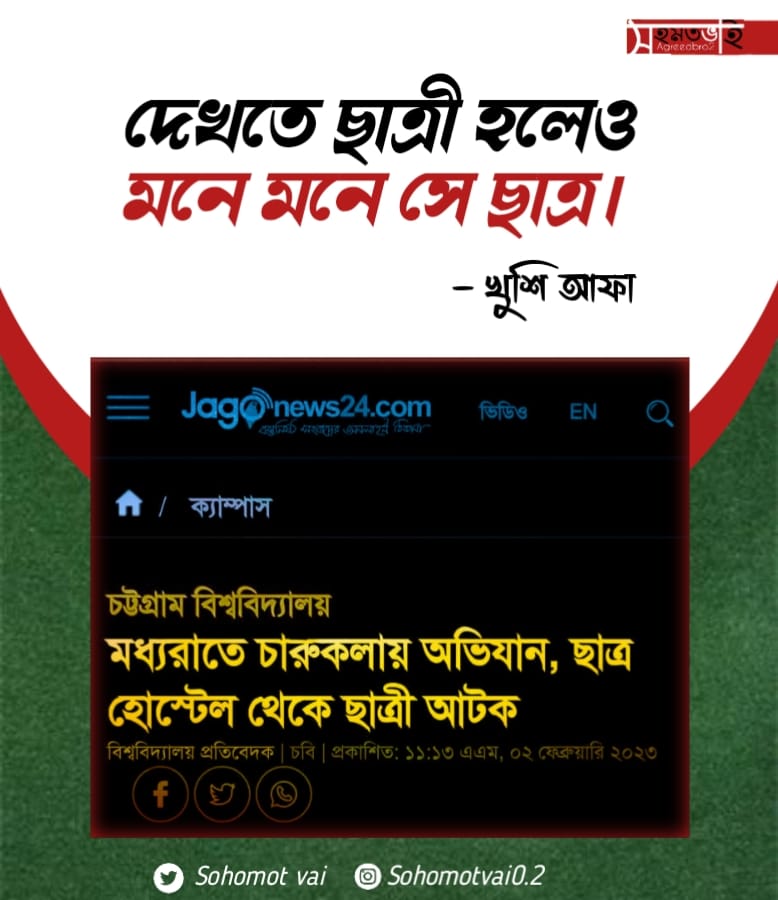 সহমতভাই
Agreedbro
দেখতে ছাত্রী হলেও
মনে মনে সে ছাত্র।
– খুশি আফা
Jagonews24.com
ভিডিও
EN
/ ক্যাম্পাস
চট্টগ্রাম বিশ্ববিদ্যালয়
মধ্যরাতে চারুকলায় অভিযান, ছাত্র
হোস্টেল থেকে ছাত্রী আটক
বিশ্ববিদ্যালয় প্রতিবেদক | চবি | প্রকাশিত: ১১:১৩ এএম, ০২ ফেব্রুয়ারি ২০২৩
Sohomot vai
Sohomotvai0.2